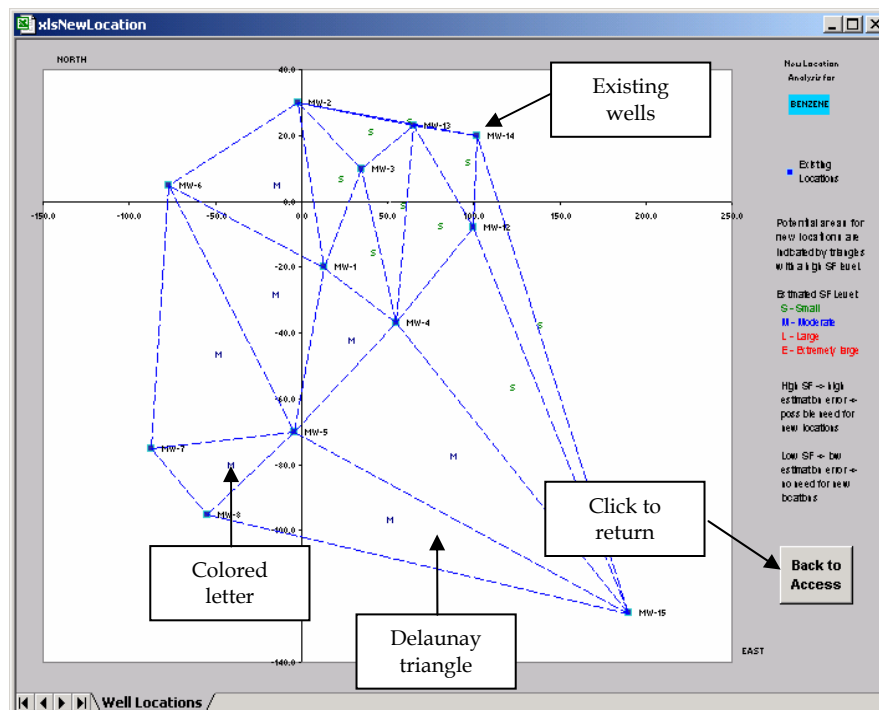 xlsNewLocation
NORTH
New Location
Analysis for
BENZENE
Existing
Locations
Potential areas for
new locations are
indicated by triangles
with a high SF level.
Estimated SF Level:
S - Small
M - Moderate
L - Large
E - Extremely large
High SF -> high
estimation error ->
possible need for
new locations
Low SF -> low
estimation error ->
no need for new
locations
Back to
Access
Existing
wells
Click to
return
Colored
letter
Delaunay
triangle
40.0
20.0
.0
-20.0
-40.0
-60.0
-80.0
-100.0
-140.0
-150.0
-100.0
-50.0
50.0
100.0
150.0
200.0
250.0
MW-2
MW-13
MW-14
MW-3
MW-6
MW-12
MW-1
MW-4
MW-5
MW-7
MW-8
MW-15
S
S
S
S
S
S
S
S
S
S
M
M
M
M
M
M
M
EAST
Well Locations